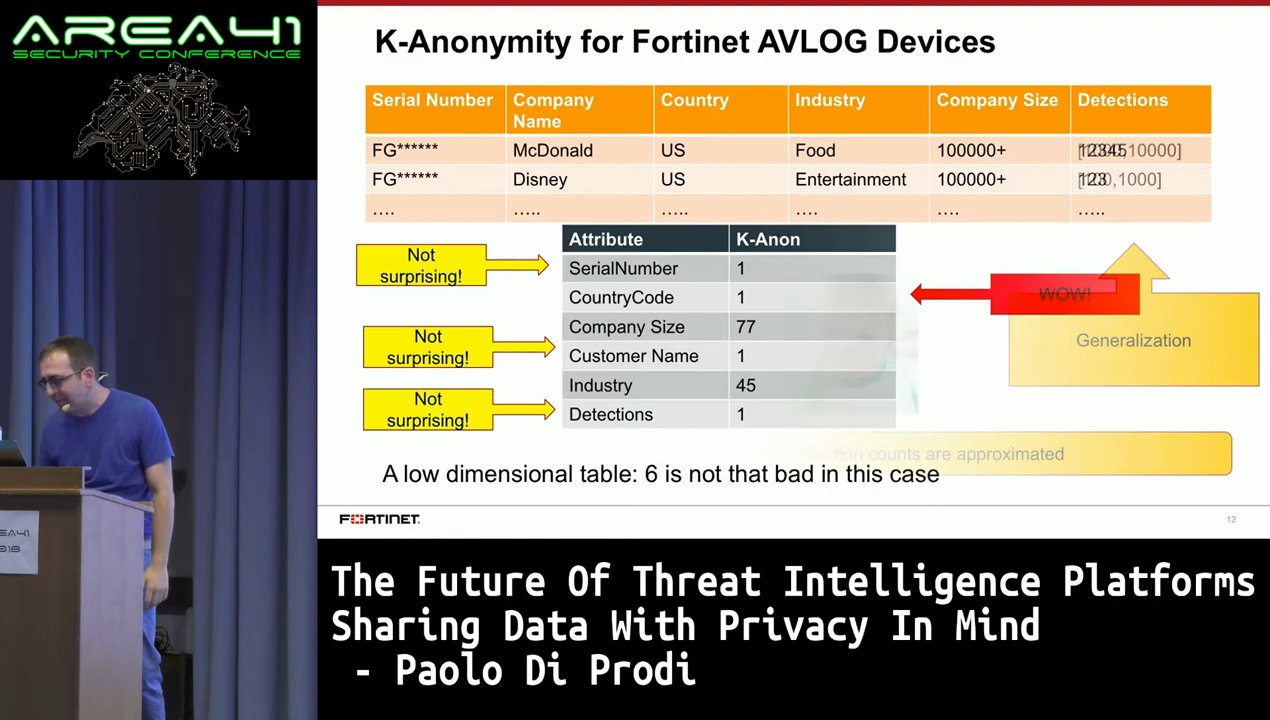 AREA41
SECURITY CONFERENCE
K-Anonymity for Fortinet AVLOG Devices
Serial Number Company Name Country Industry Company Size Detections
FG****** McDonald US Food 100000+ 12345
FG****** Disney US Entertainment 100000+ 123
…. ….. ….. …. …. …..
Attribute K-Anon
SerialNumber 1
CountryCode 1
Company Size 77
Customer Name 1
Industry 45
Detections 1
Not
surprising!
Not
surprising!
Not
surprising!
WOW!
Generalization
counts are approximated
A low dimensional table: 6 is not that bad in this case
FORTINET
12
The Future Of Threat Intelligence Platforms
Sharing Data With Privacy In Mind
- Paolo Di Prodi